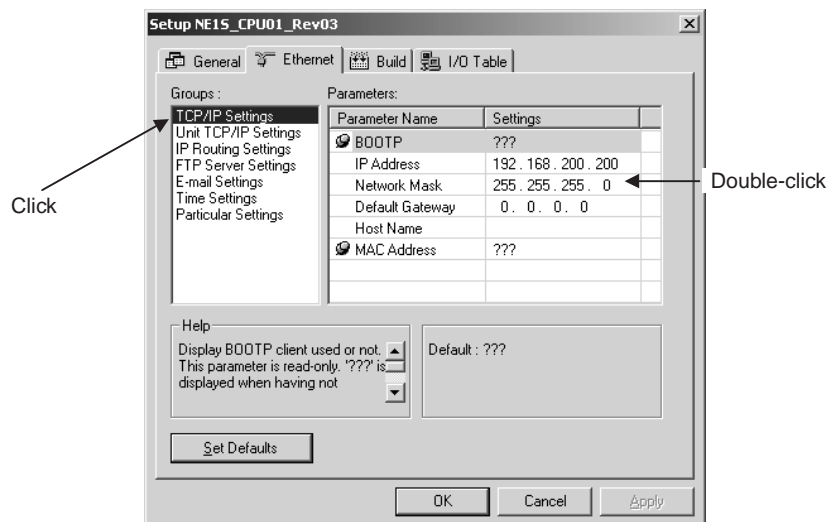 Setup NE1S_CPU01_Rev03
General Ethernet Build I/O Table
Groups :
TCP/IP Settings
Unit TCP/IP Settings
IP Routing Settings
FTP Server Settings
E-mail Settings
Time Settings
Particular Settings
Parameters:
Parameter Name Settings
BOOTP ???
IP Address 192 . 168 . 200 . 200
Network Mask 255 . 255 . 255 . 0
Default Gateway 0 . 0 . 0 . 0
Host Name
MAC Address ???
Click
Double-click
Help
Display BOOTP client used or not.
This parameter is read-only. '???' is
displayed when having not
Default : ???
Set Defaults
OK Cancel Apply